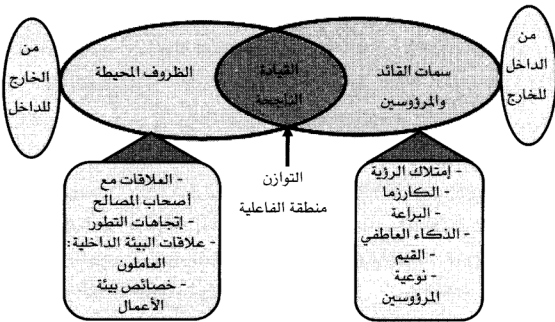 من
الداخل
للخارج
سمات القائد
والمرؤوسين
القيادة
الناجحة
الظروف المحيطة
من
الخارج
للداخل
- إمتلاك الرؤية
- الكارزما
- البراعة
- الذكاء العاطفي
- القيم
- نوعية
المرؤوسين
التوازن
منطقة الفاعلية
- العلاقات مع
أصحاب المصالح
- إتجاهات التطور
- علاقات البيئة الداخلية:
العاملون
- خصائص بيئة
الأعمال